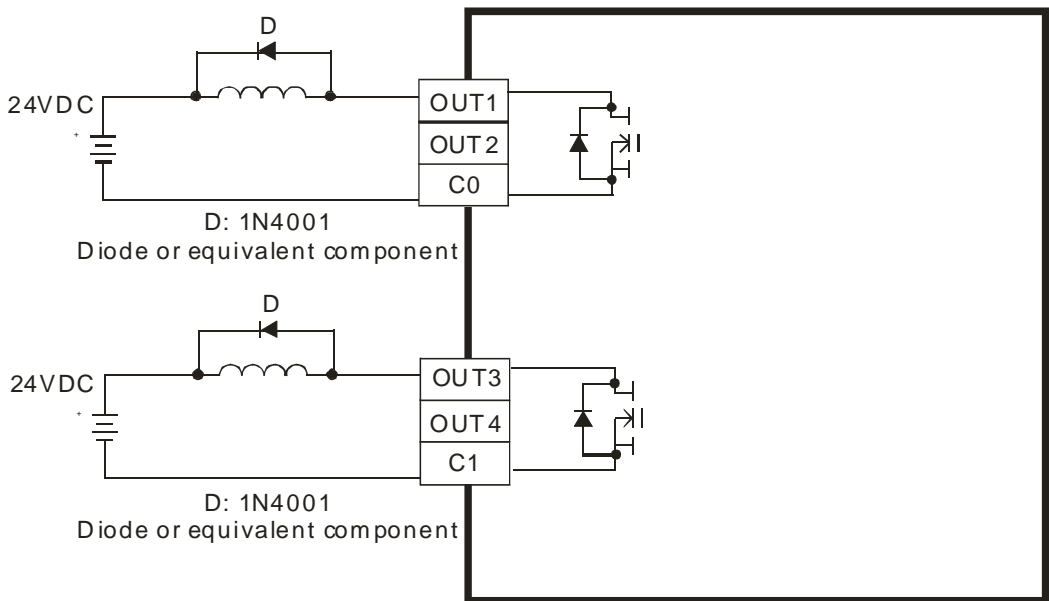 D
24VDC
+
OUT1
OUT2
C0
D: 1N4001
Diode or equivalent component
D
24VDC
+
OUT3
OUT4
C1
D: 1N4001
Diode or equivalent component